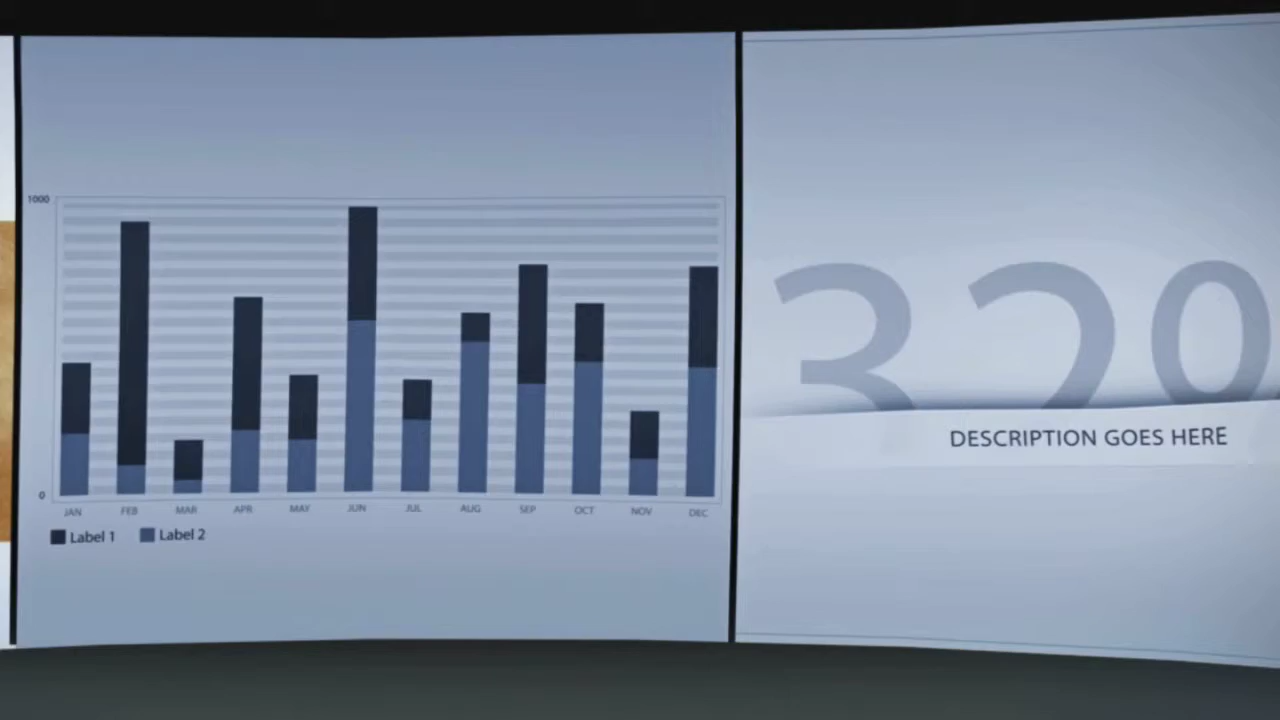 1000
0
JAN FEB MAR APR MAY JUN JUL AUG SEP OCT NOV DEC
Label 1 Label 2
329
DESCRIPTION GOES HERE